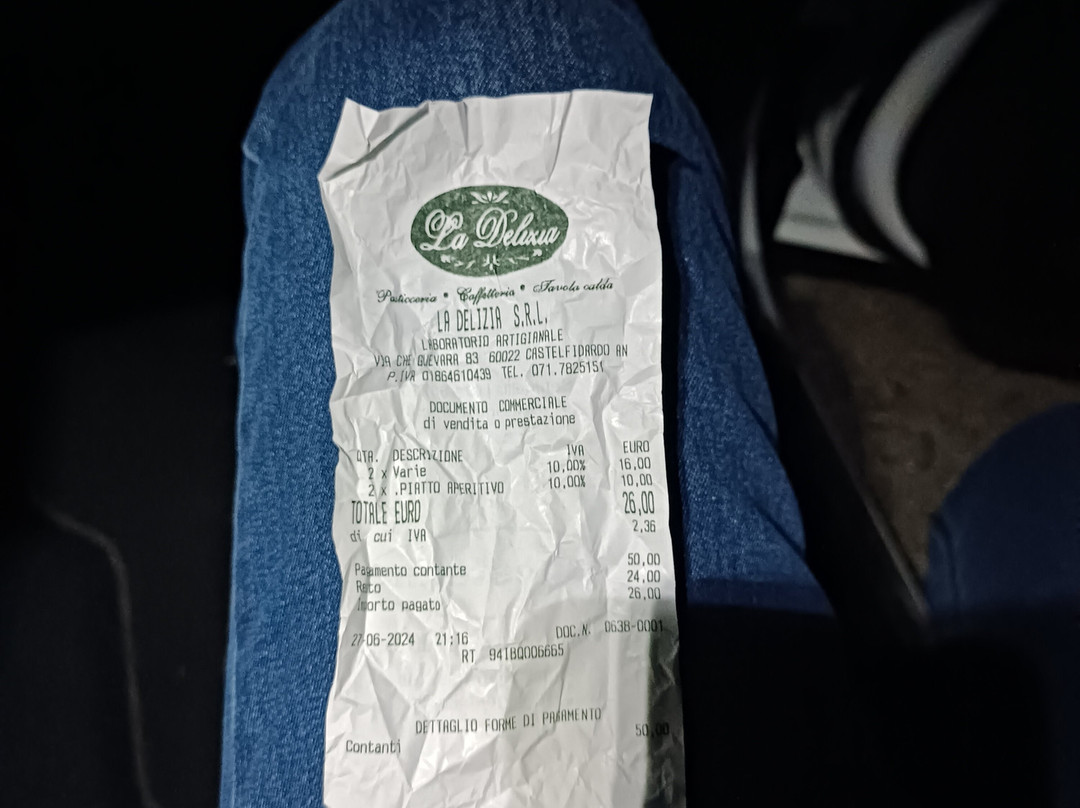 La Delizia
Pasticceria • Caffetteria • Tavola calda
LA DELIZIA S.R.L.
LABORATORIO ARTIGIANALE
VIA CHE GUEVARA 83 60022 CASTELFIDARDO AN
P.IVA 01864610439 TEL. 071.7825151
DOCUMENTO COMMERCIALE
di vendita o prestazione
QTA. DESCRIZIONE IVA EURO
2 x Varie 10,00% 16,00
2 x .PIATTO APERITIVO 10,00% 10,00
TOTALE EURO 26,00
di cui IVA 2,36
Pagamento contante 50,00
Resto 24,00
Importo pagato 26,00
27-06-2024 21:16 DOC.N. 0638-0001
RT 94IBQ006665
DETTAGLIO FORME DI PAGAMENTO
Contanti 50,00